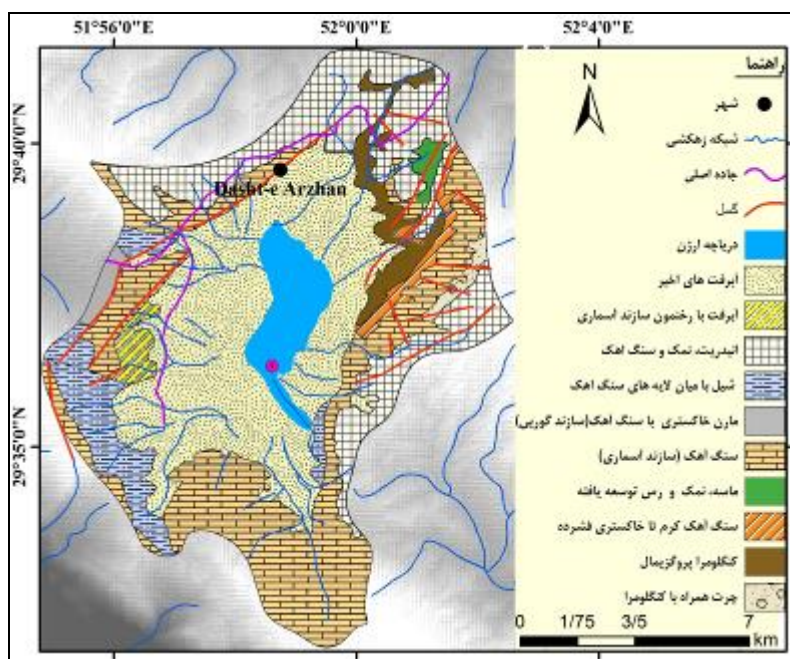 51°56'0"E 52°0'0"E 52°4'0"E
29°40'0"N
29°35'0"N
Dasht-e Arzhan
N
راهنما
شهر
شبکه زهکشی
جاده اصلی
گسل
دریاچه ارژن
آبرفت های اخیر
آبرفت با رخنمون سازند آسماری
انیدریت، نمک و سنگ آهک
شیل با میان لایه های سنگ آهک
مارن خاکستری با سنگ آهک(سازند گورپی)
سنگ آهک (سازند آسماری)
ماسه، نمک و رس توسعه یافته
سنگ آهک کرم تا خاکستری فشرده
کنگلومرا پروگزیمال
چرت همراه با کنگلومرا
0 1/75 3/5 7
km